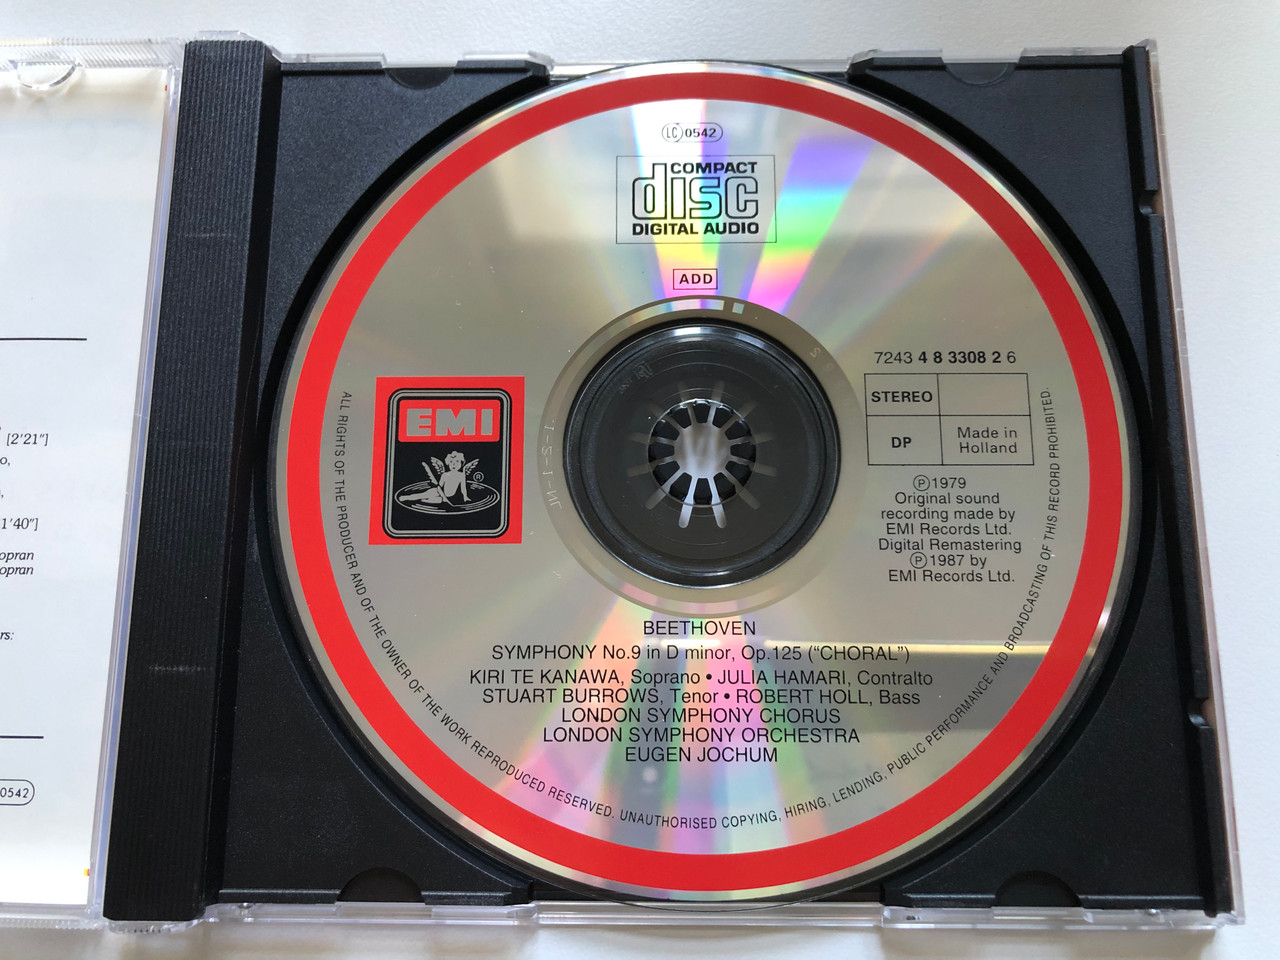 LC 0542
COMPACT
disc
DIGITAL AUDIO
ADD
7243 4 8 3308 2 6
STEREO
DP
Made in
Holland
EMI
®
℗1979
Original sound
recording made by
EMI Records Ltd.
Digital Remastering
℗1987 by
EMI Records Ltd.
BEETHOVEN
SYMPHONY No.9 in D minor, Op.125 (“CHORAL”)
KIRI TE KANAWA, Soprano • JULIA HAMARI, Contralto
STUART BURROWS, Tenor • ROBERT HOLL, Bass
LONDON SYMPHONY CHORUS
LONDON SYMPHONY ORCHESTRA
EUGEN JOCHUM
ALL RIGHTS OF THE PRODUCER AND OF THE OWNER OF THE WORK REPRODUCED RESERVED. UNAUTHORISED COPYING, HIRING, LENDING, PUBLIC PERFORMANCE AND BROADCASTING OF THIS RECORD PROHIBITED.
[2'21"]
o,
1'40"]
opran
opran
rs:
0542